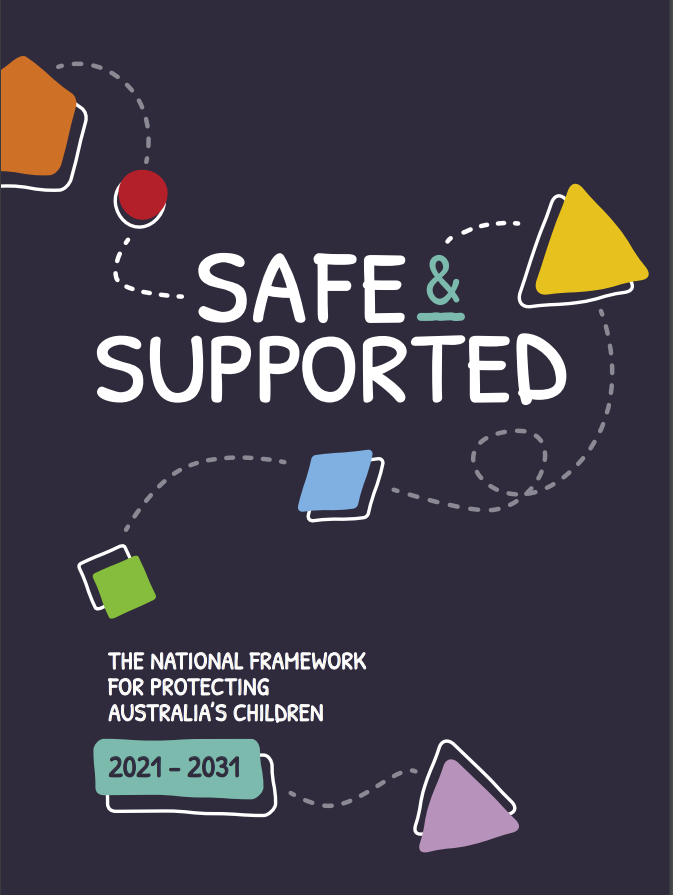 SAFE &
SUPPORTED
THE NATIONAL FRAMEWORK
FOR PROTECTING
AUSTRALIA'S CHILDREN
2021 – 2031